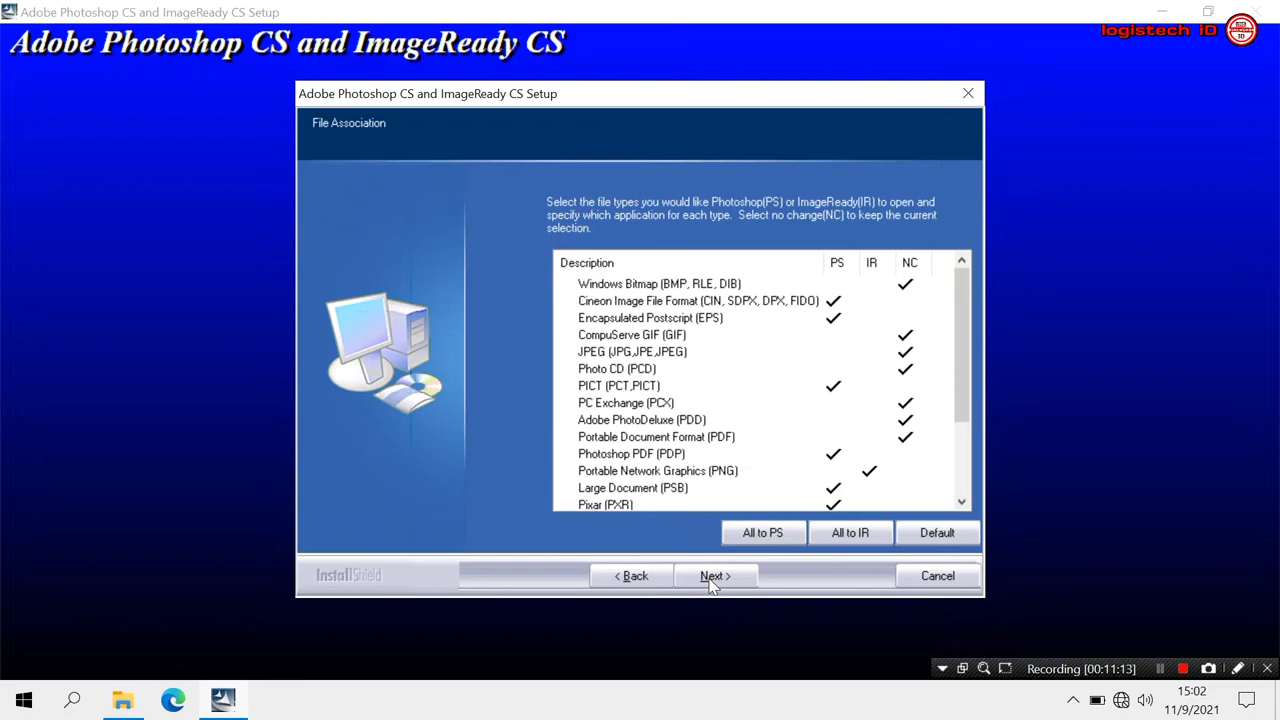 Adobe Photoshop CS and ImageReady CS Setup
Adobe Photoshop CS and ImageReady CS
logistech iD
Adobe Photoshop CS and ImageReady CS Setup
File Association
Select the file types you would like Photoshop(PS) or ImageReady(IR) to open and
specify which application for each type. Select no change(NC) to keep the current
selection.
Description PS IR NC
Windows Bitmap (BMP, RLE, DIB)
Cineon Image File Format (CIN, SDPX, DPX, FIDO)
Encapsulated Postscript (EPS)
CompuServe GIF (GIF)
JPEG (JPG,JPE,JPEG)
Photo CD (PCD)
PICT (PCT,PICT)
PC Exchange (PCX)
Adobe PhotoDeluxe (PDD)
Portable Document Format (PDF)
Photoshop PDF (PDP)
Portable Network Graphics (PNG)
Large Document (PSB)
Pixar (PXR)
All to PS All to IR Default
InstallShield
< Back Next > Cancel
Recording [00:11:13]
15:02
11/9/2021